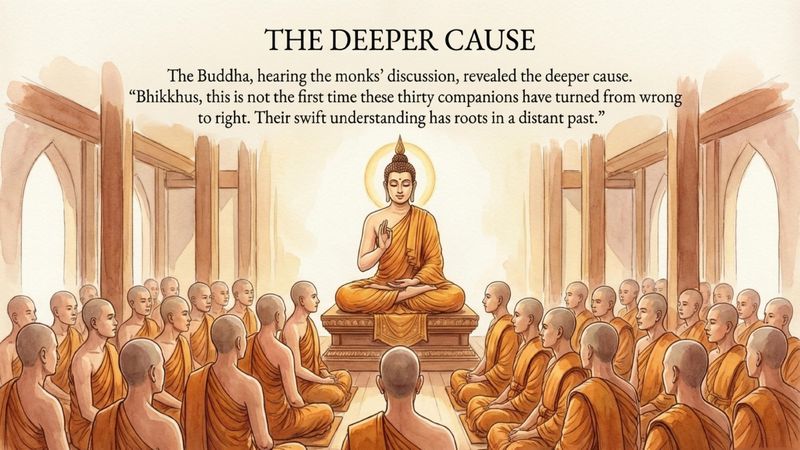 THE DEEPER CAUSE
The Buddha, hearing the monks’ discussion, revealed the deeper cause.
“Bhikkhus, this is not the first time these thirty companions have turned from wrong
to right. Their swift understanding has roots in a distant past.”